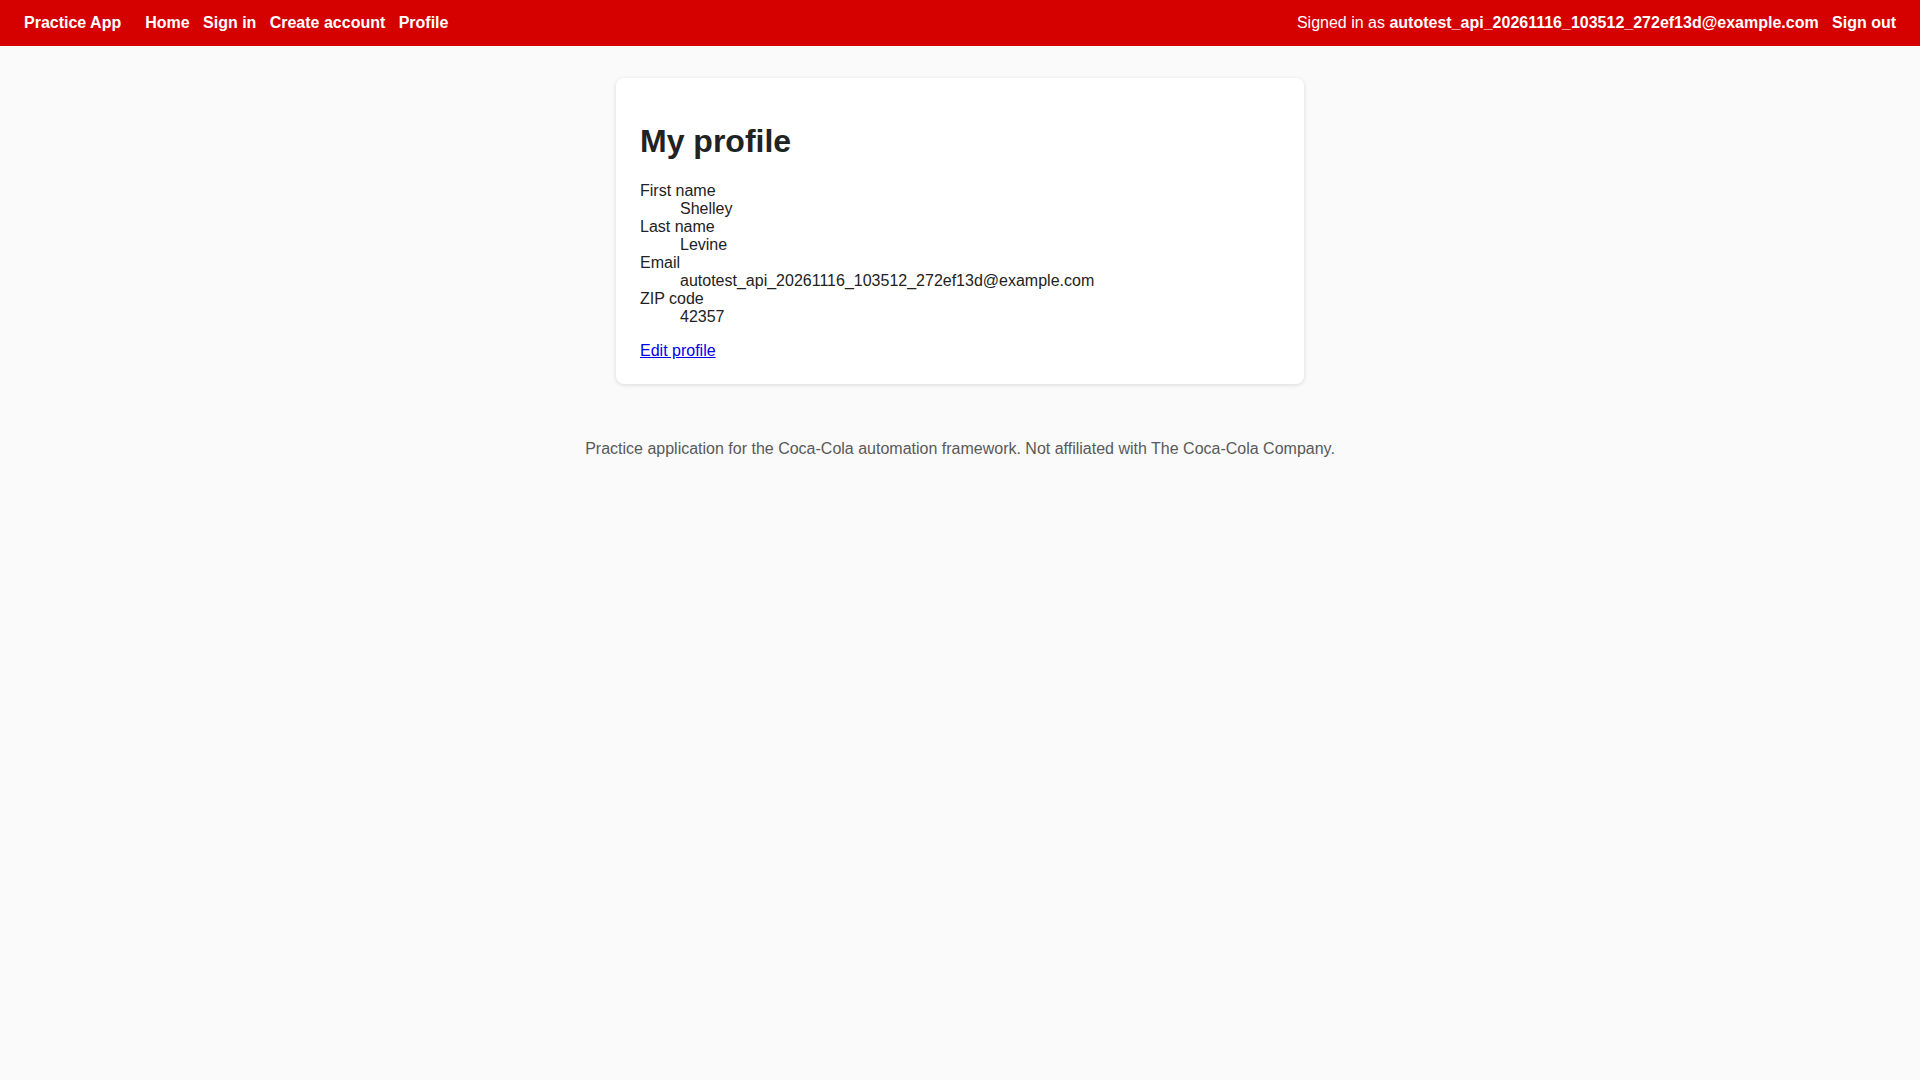 Practice App Home Sign in Create account Profile Signed in as autotest_api_20261116_103512_272ef13d@example.com Sign out
My profile
First name
Shelley
Last name
Levine
Email
autotest_api_20261116_103512_272ef13d@example.com
ZIP code
42357
Edit profile
Practice application for the Coca-Cola automation framework. Not affiliated with The Coca-Cola Company.